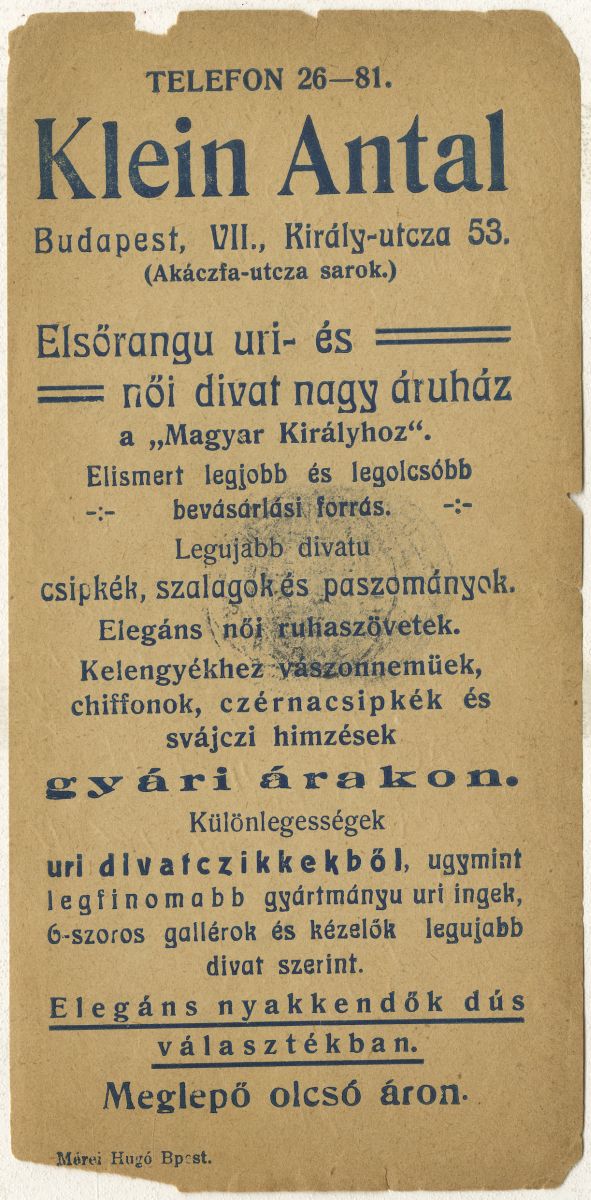 TELEFON 26—81.
Klein Antal
Budapest, VII., Király-utcza 53.
(Akáczfa-utcza sarok.)
Elsőrangu uri- és
női divat nagy áruház
a „Magyar Királyhoz“.
Elismert legjobb és legolcsóbb
-:- bevásárlási forrás. -:-
Legujabb divatu
csipkék, szalagok és paszományok.
Elegáns női ruhaszövetek.
Kelengyékhez vászonnemüek,
chiffonok, czérnacsipkék és
svájczi himzések
gyári árakon.
Különlegességek
uri divatczikkekből, ugymint
legfinomabb gyártmányu uri ingek,
6-szoros gallérok és kézelők legujabb
divat szerint.
Elegáns nyakkendők dús
választékban.
Meglepő olcsó áron.
Mérei Hugó Bpest.